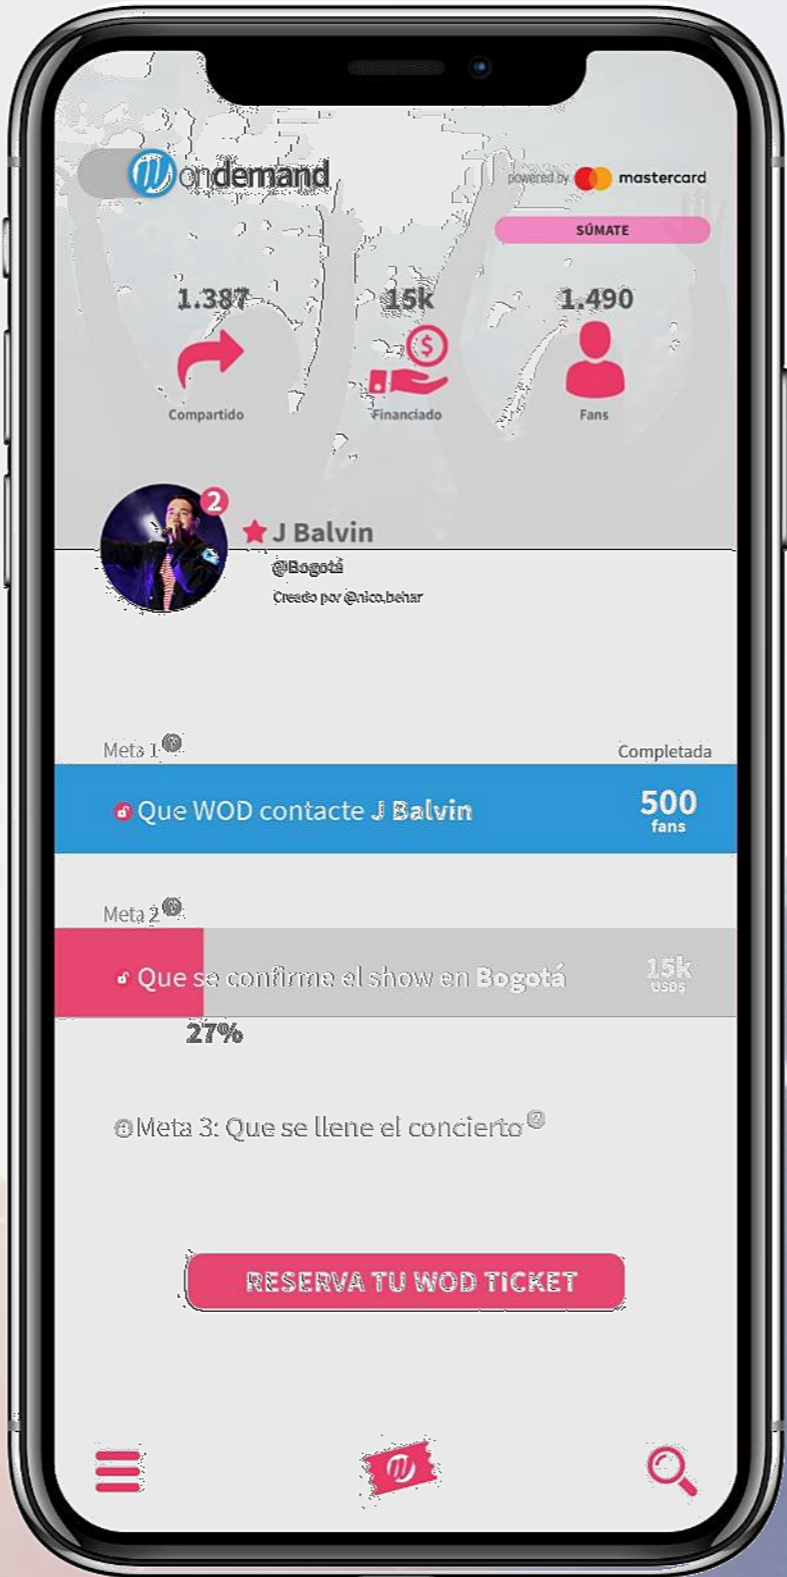 ondemand
powered by mastercard
SÚMATE
1.387
15k
1.490
Compartido
Financiado
Fans
2
J Balvin
@Bogotá
Creado por @nico.behar
Meta 1
Completada
Que WOD contacte J Balvin
500
fans
Meta 2
Que se confirme el show en Bogotá
15k
USD$
27%
Meta 3: Que se llene el concierto
RESERVA TU WOD TICKET